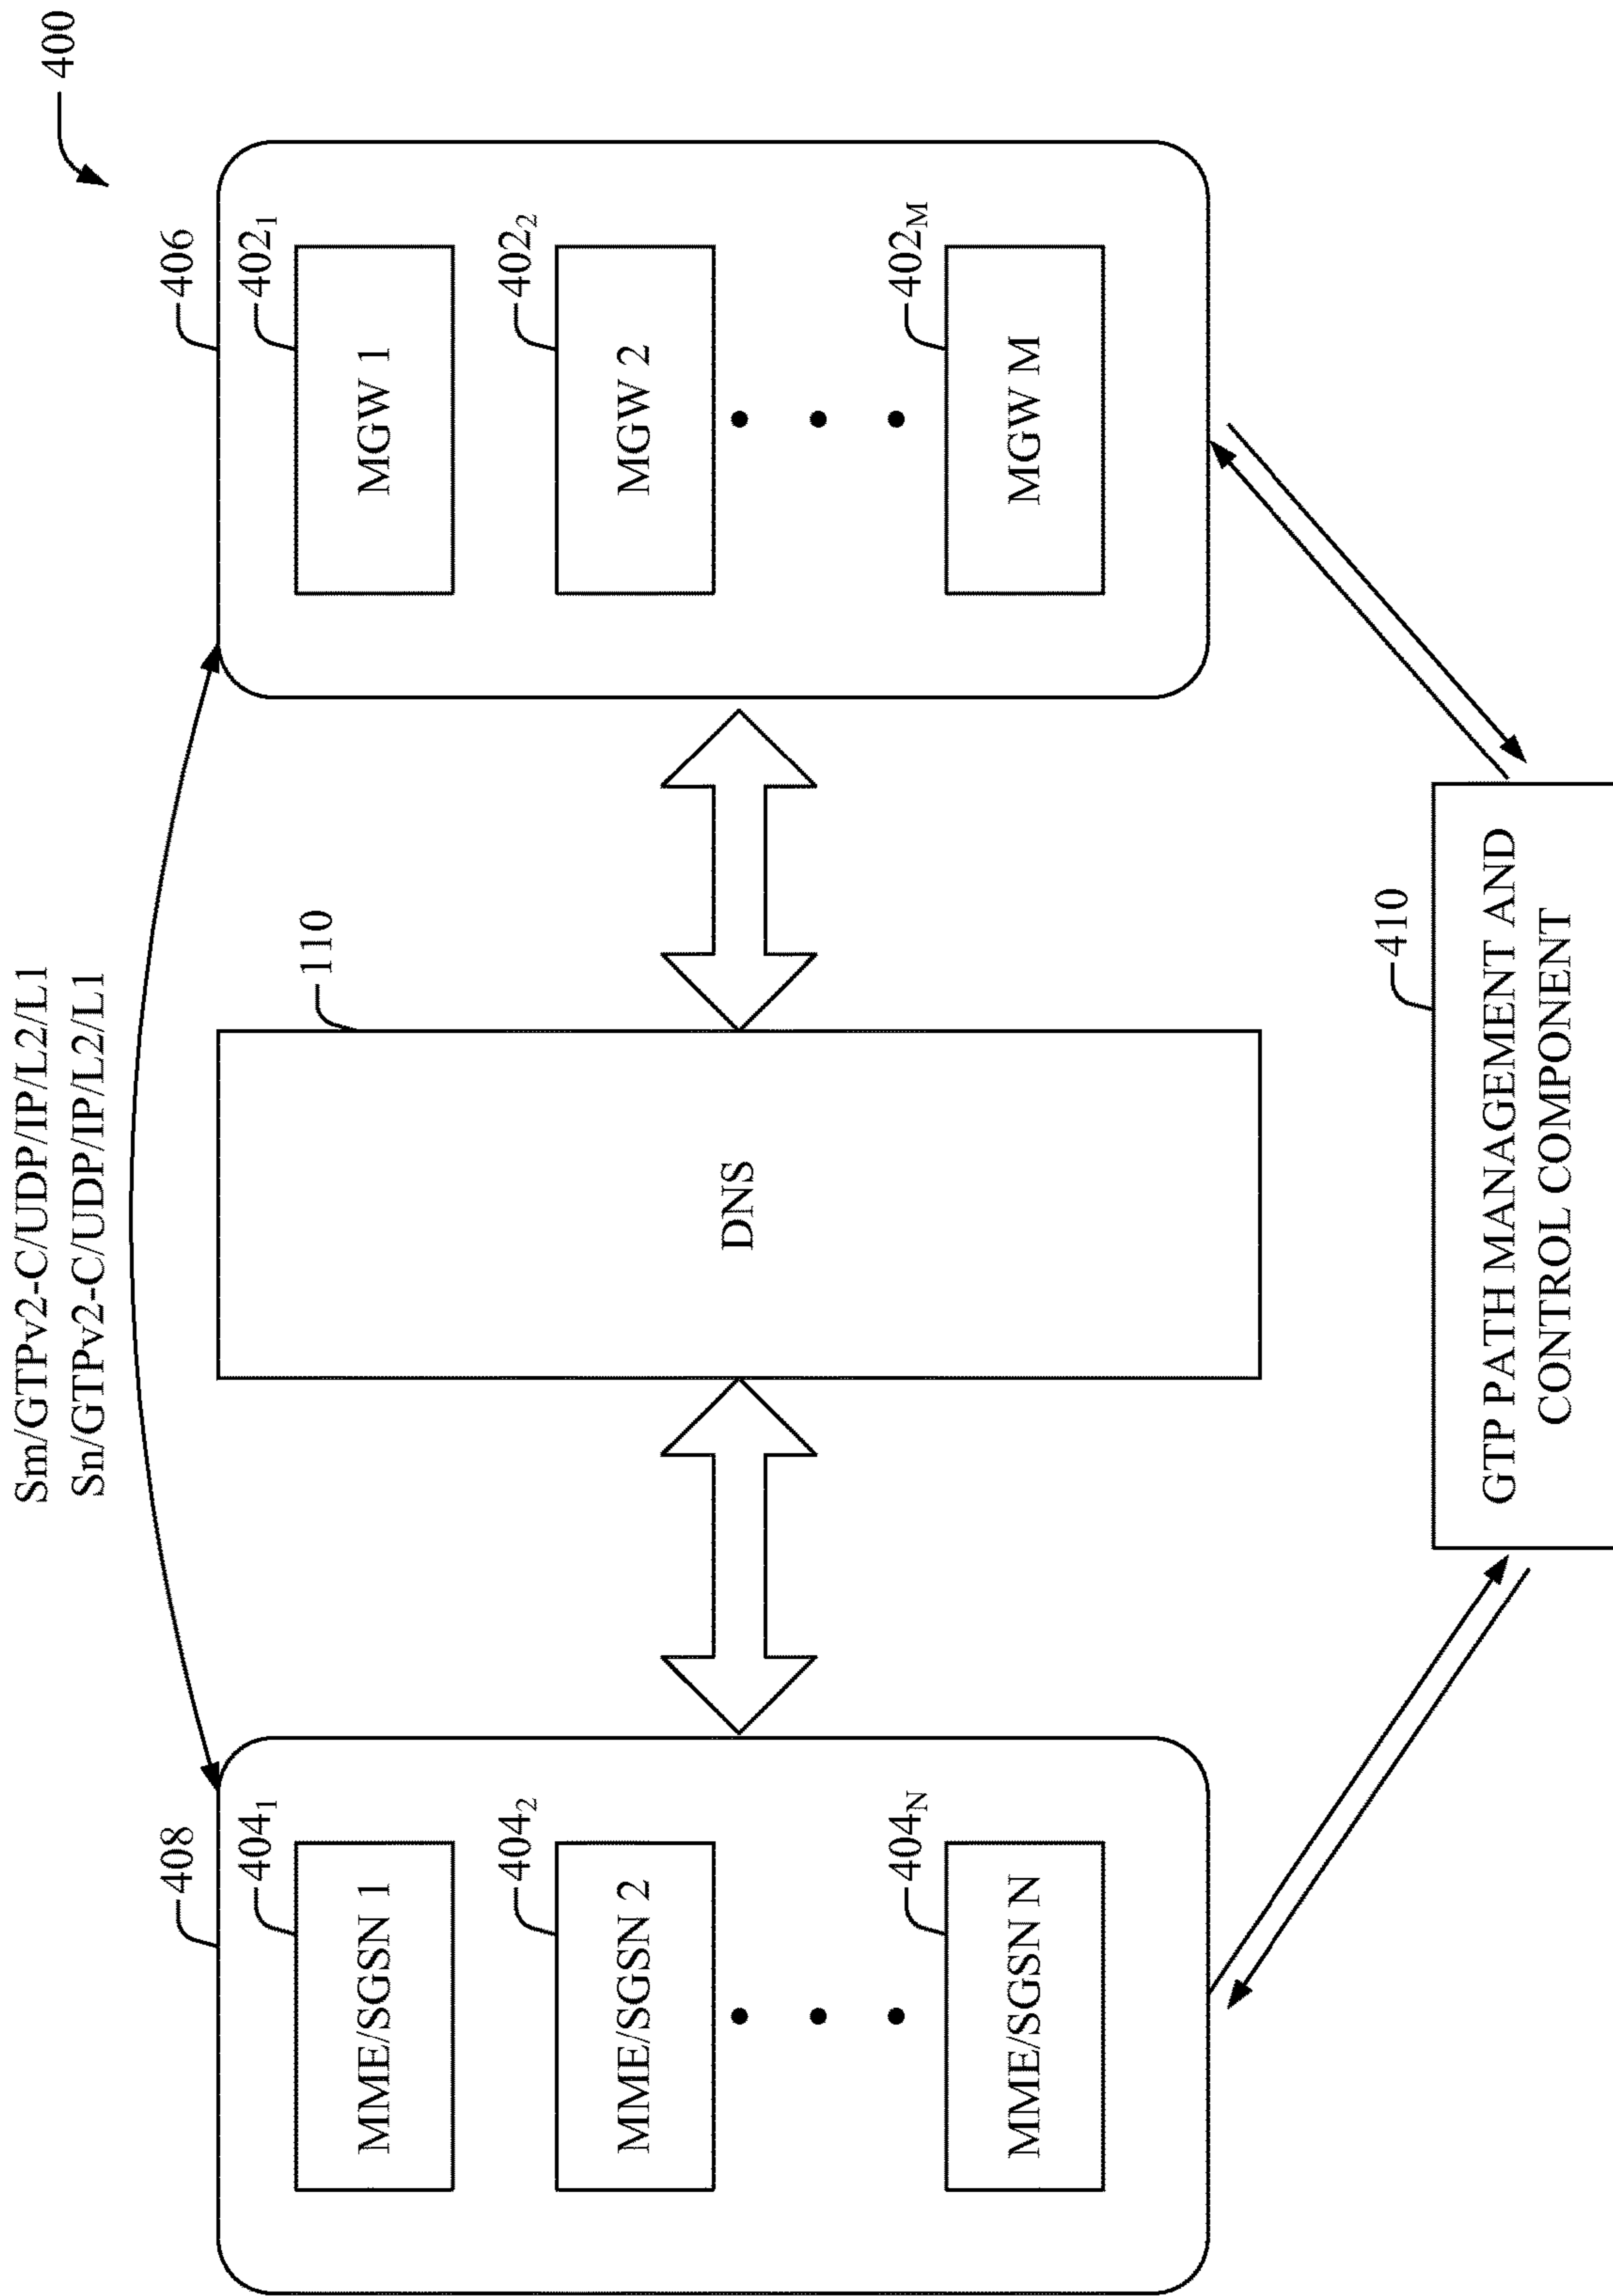 400
Sm/GTPv2-C/UDP/IP/L2/L1
Sn/GTPv2-C/UDP/IP/L2/L1
408
404₁
MME/SGSN 1
404₂
MME/SGSN 2
404N
MME/SGSN N
110
DNS
406
402₁
MGW 1
402₂
MGW 2
402M
MGW M
410
GTP PATH MANAGEMENT AND
CONTROL COMPONENT